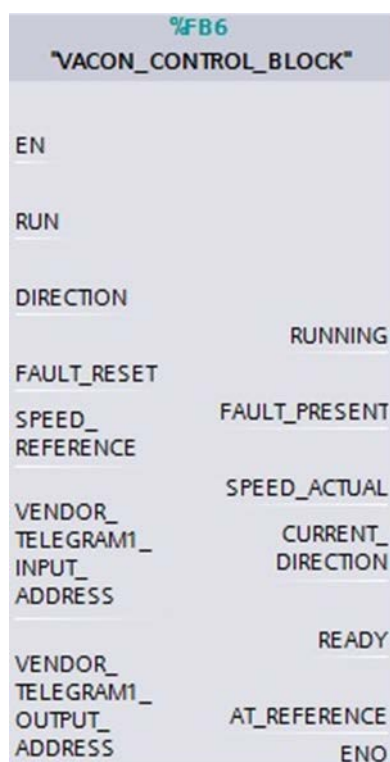 %FB6
"VACON_CONTROL_BLOCK"
EN
RUN
DIRECTION
RUNNING
FAULT_RESET
FAULT_PRESENT
SPEED_
REFERENCE
SPEED_ACTUAL
VENDOR_
TELEGRAM1_
INPUT_
ADDRESS
CURRENT_
DIRECTION
READY
VENDOR_
TELEGRAM1_
OUTPUT_
ADDRESS
AT_REFERENCE
ENO